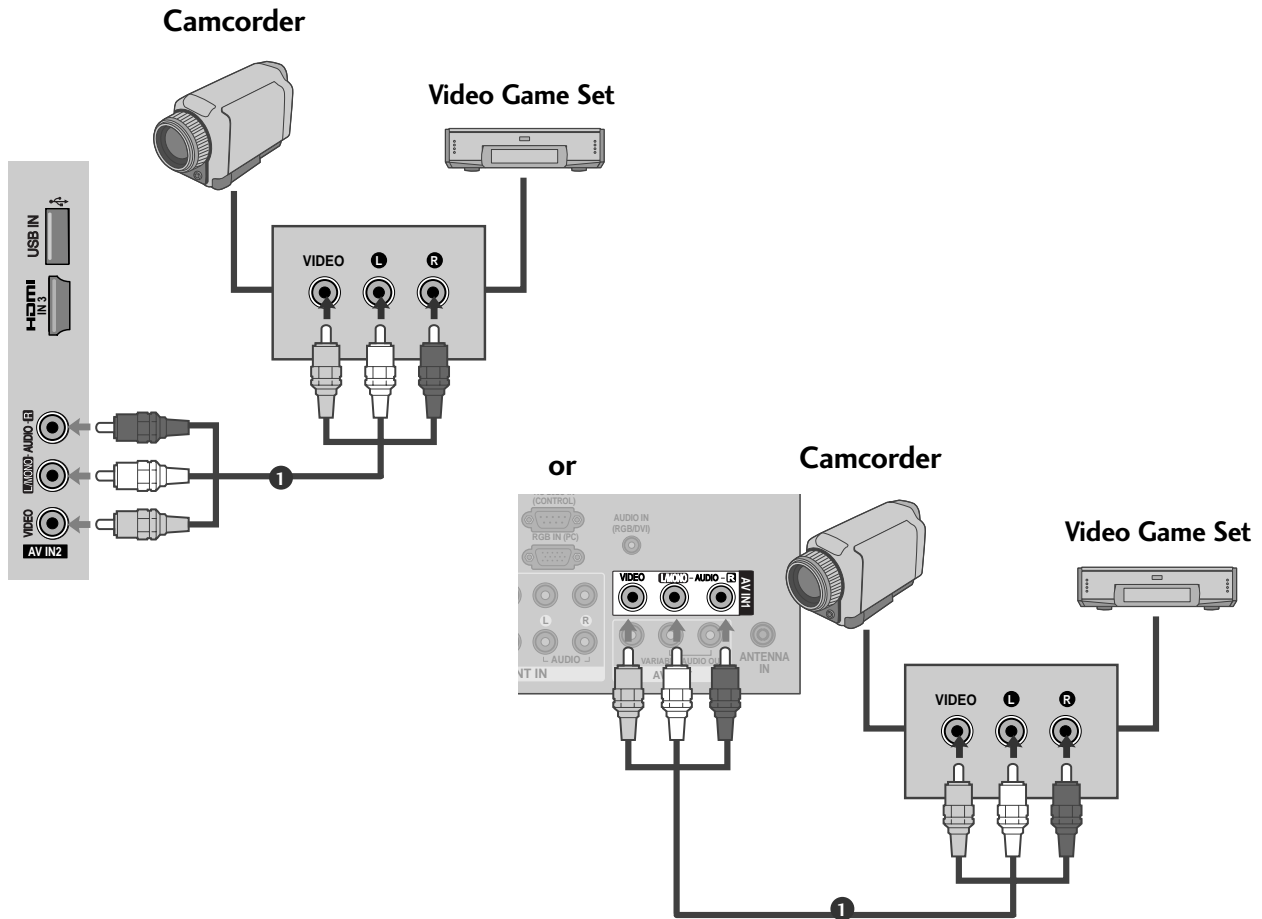 Camcorder
Video Game Set
USB IN
HDMI
IN 3
VIDEO L R
R
AUDIO
L/MONO
VIDEO
AV IN2
1
or
Camcorder
Video Game Set
(CONTROL)
AUDIO IN
(RGB/DVI)
RGB IN (PC)
VIDEO L/MONO AUDIO R
AV IN1
L R
AUDIO
ANTENNA
IN
VIDEO L R
1